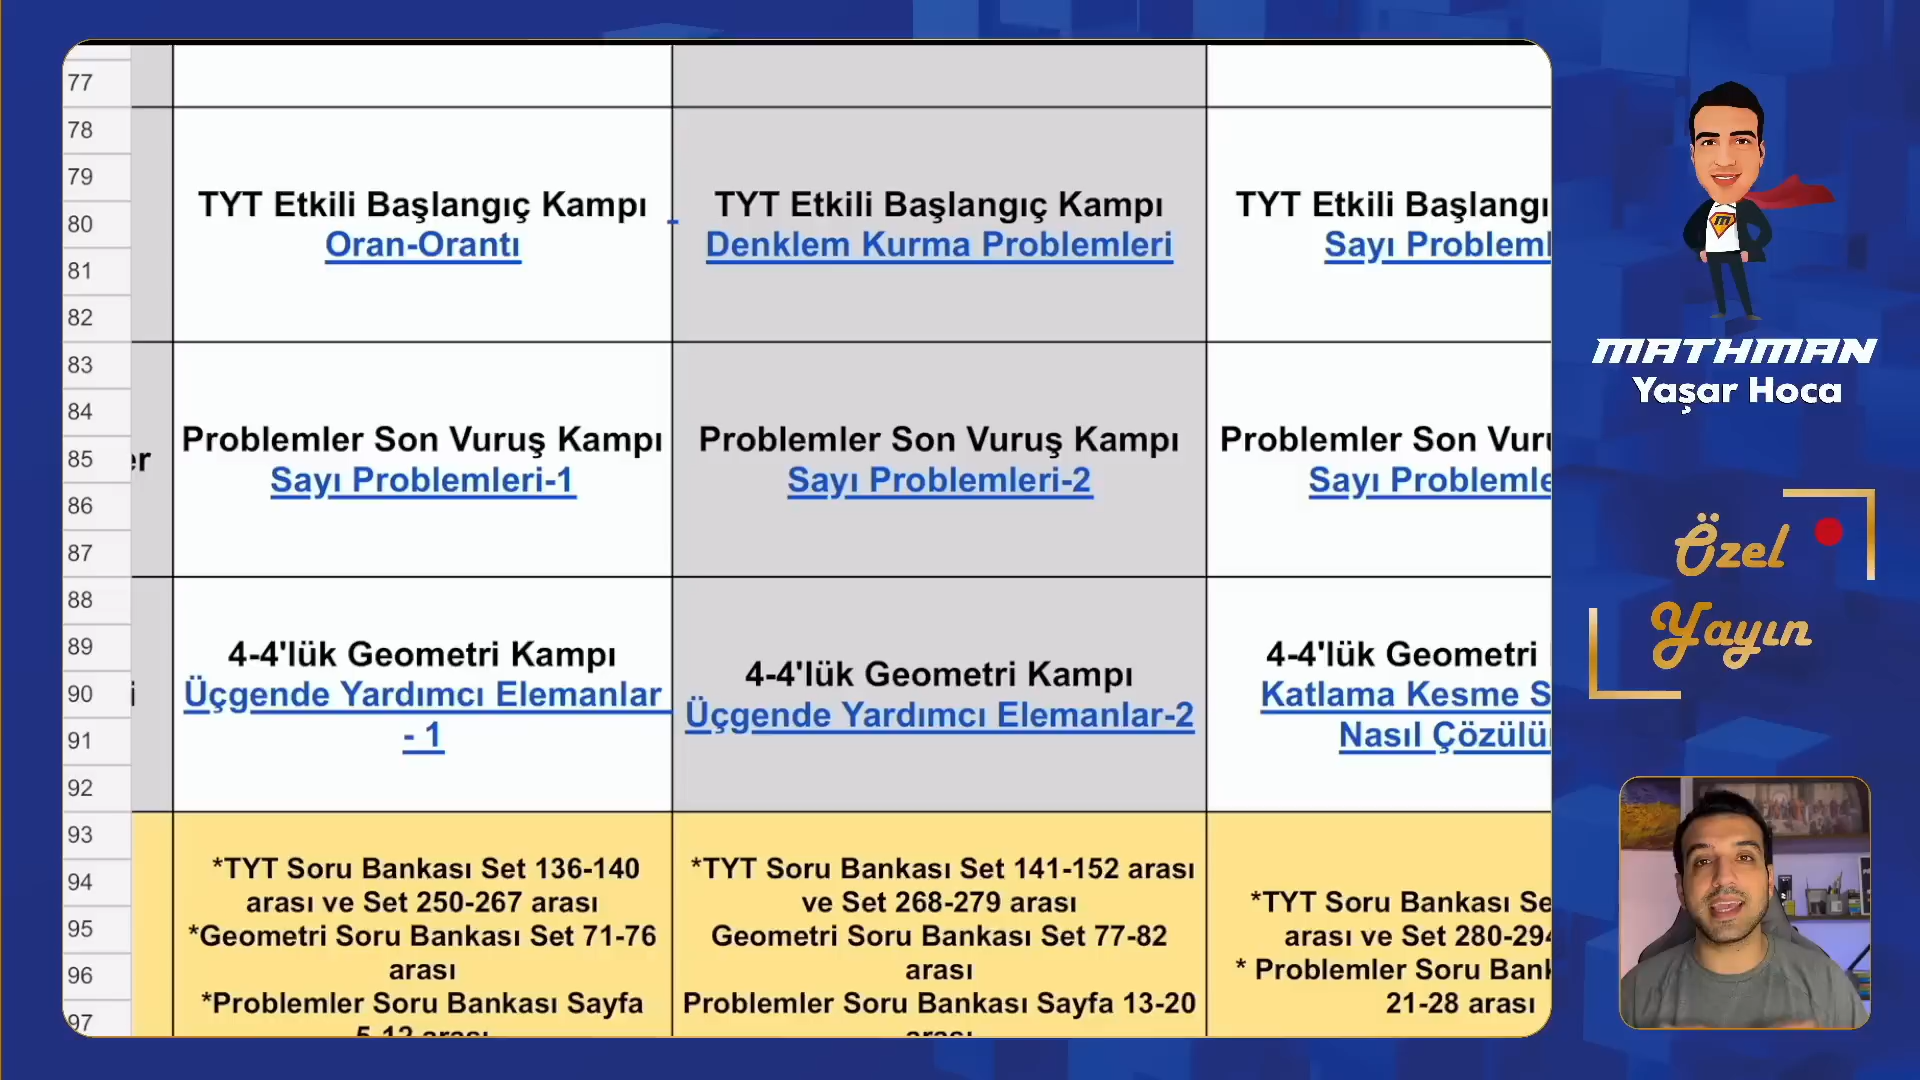 77
78
79
80
81
82
83
84
85
86
87
88
89
90
91
92
93
94
95
96
97
er
i
TYT Etkili Başlangıç Kampı
Oran-Orantı
-
TYT Etkili Başlangıç Kampı
Denklem Kurma Problemleri
TYT Etkili Başlangı
Sayı Probleml
Problemler Son Vuruş Kampı
Sayı Problemleri-1
Problemler Son Vuruş Kampı
Sayı Problemleri-2
Problemler Son Vuru
Sayı Problemle
4-4'lük Geometri Kampı
Üçgende Yardımcı Elemanlar
- 1
4-4'lük Geometri Kampı
Üçgende Yardımcı Elemanlar-2
4-4'lük Geometri
Katlama Kesme S
Nasıl Çözülü
*TYT Soru Bankası Set 136-140
arası ve Set 250-267 arası
*Geometri Soru Bankası Set 71-76
arası
*Problemler Soru Bankası Sayfa
5-12 arası
*TYT Soru Bankası Set 141-152 arası
ve Set 268-279 arası
Geometri Soru Bankası Set 77-82
arası
Problemler Soru Bankası Sayfa 13-20
arası
*TYT Soru Bankası Se
arası ve Set 280-294
* Problemler Soru Bank
21-28 arası
MATHMAN
Yaşar Hoca
Özel
Yayın